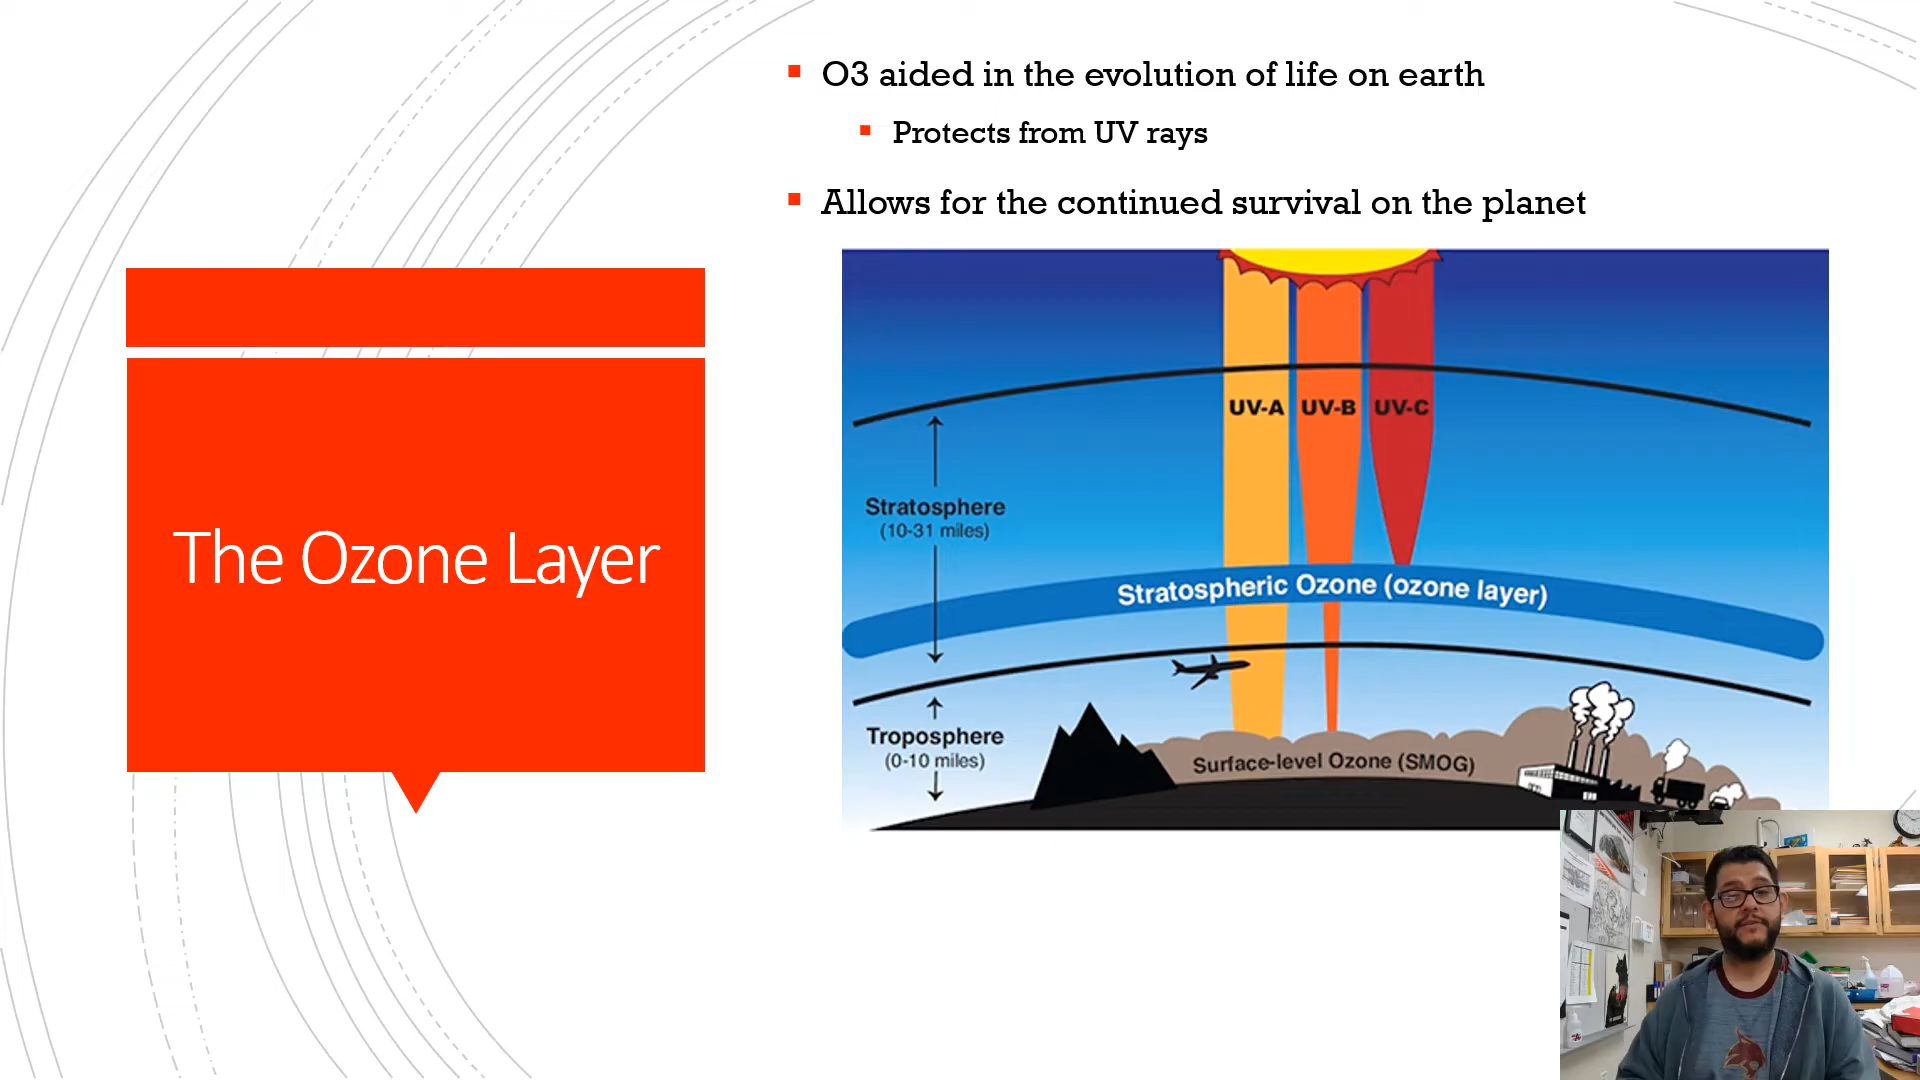 O3 aided in the evolution of life on earth
Protects from UV rays
Allows for the continued survival on the planet
The Ozone Layer
UV-A UV-B UV-C
Stratosphere
(10-31 miles)
Stratospheric Ozone (ozone layer)
Troposphere
(0-10 miles)
Surface-level Ozone (SMOG)